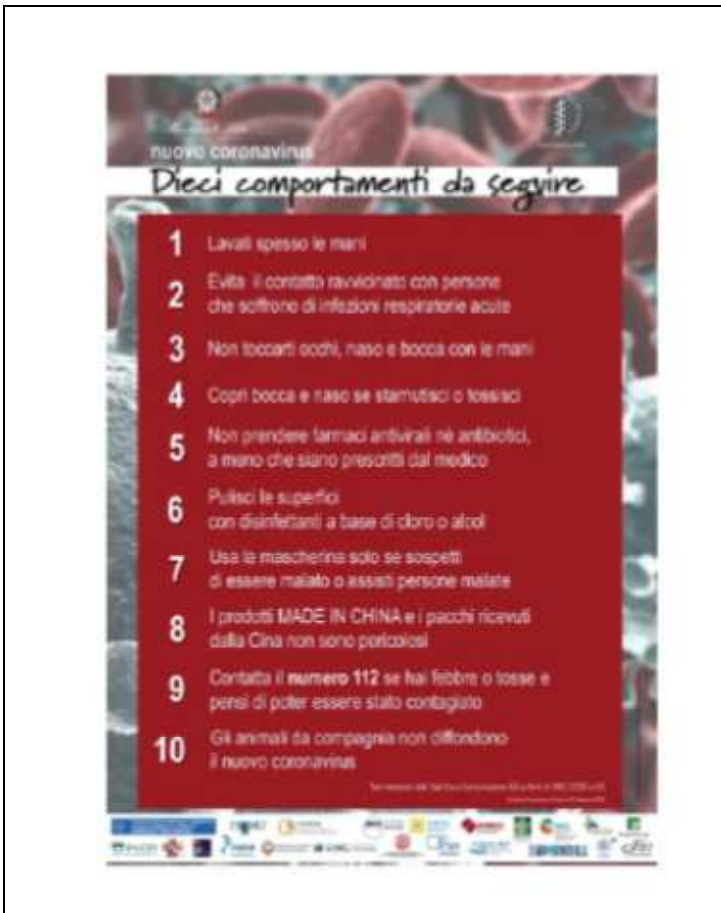 nuovo coronavirus
Dieci comportamenti da seguire
1 Lavati spesso le mani
2 Evita il contatto ravvicinato con persone
che soffrono di infezioni respiratorie acute
3 Non toccarti occhi, naso e bocca con le mani
4 Copri bocca e naso se starnutisci o tossisci
5 Non prendere farmaci antivirali né antibiotici,
a meno che siano prescritti dal medico
6 Pulisci le superfici
con disinfettanti a base di cloro o alcol
7 Usa la mascherina solo se sospetti
di essere malato o assisti persone malate
8 I prodotti MADE IN CHINA e i pacchi ricevuti
dalla Cina non sono pericolosi
9 Contatta il numero 112 se hai febbre o tosse e
pensi di poter essere stato contagiato
10 Gli animali da compagnia non diffondono
il nuovo coronavirus